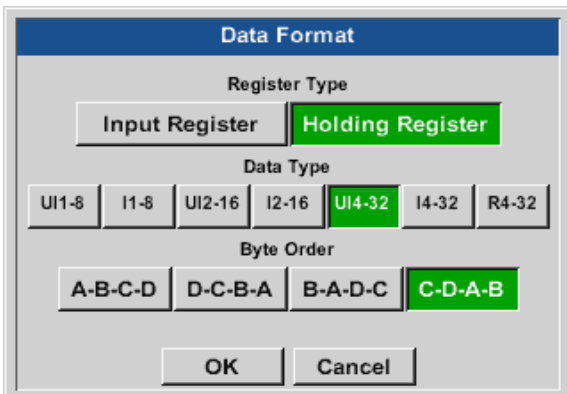 Data Format
Register Type
Input Register Holding Register
Data Type
UI1-8 I1-8 UI2-16 I2-16 UI4-32 I4-32 R4-32
Byte Order
A-B-C-D D-C-B-A B-A-D-C C-D-A-B
OK Cancel